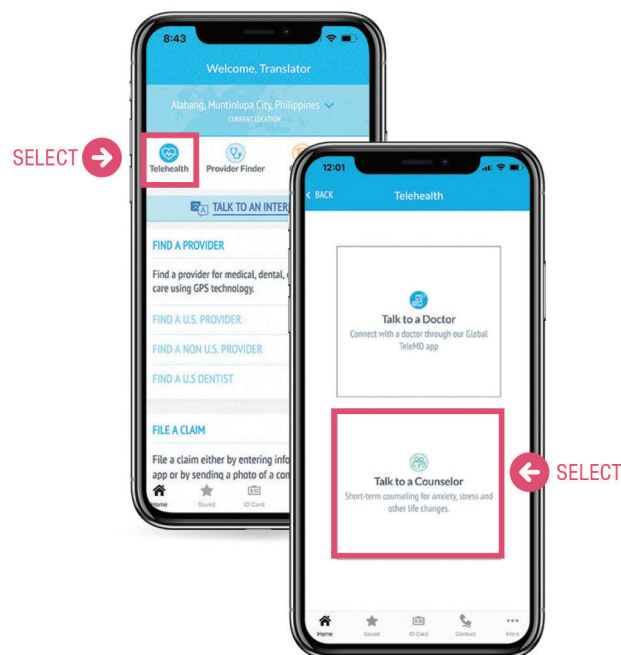 8:43
Welcome, Translator
Alabang, Muntinlupa City, Philippines
CURRENT LOCATION
SELECT
Telehealth
Provider Finder
TALK TO AN INTER
FIND A PROVIDER
Find a provider for medical, dental,
care using GPS technology.
FIND A U.S. PROVIDER
FIND A NON U.S. PROVIDER
FIND A U.S DENTIST
FILE A CLAIM
File a claim either by entering info
app or by sending a photo of a con
Home
Saved
ID Card
12:01
< BACK
Telehealth
Talk to a Doctor
Connect with a doctor through our Global
TeleMD app
Talk to a Counselor
Short-term counseling for anxiety, stress and
other life changes.
SELECT
Home
Saved
ID Card
Contact
More